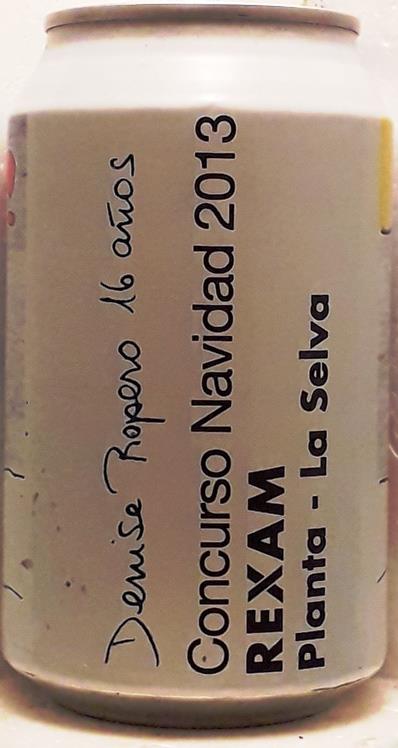 Denise Ropero 16 años
Concurso Navidad 2013
REXAM
Planta - La Selva